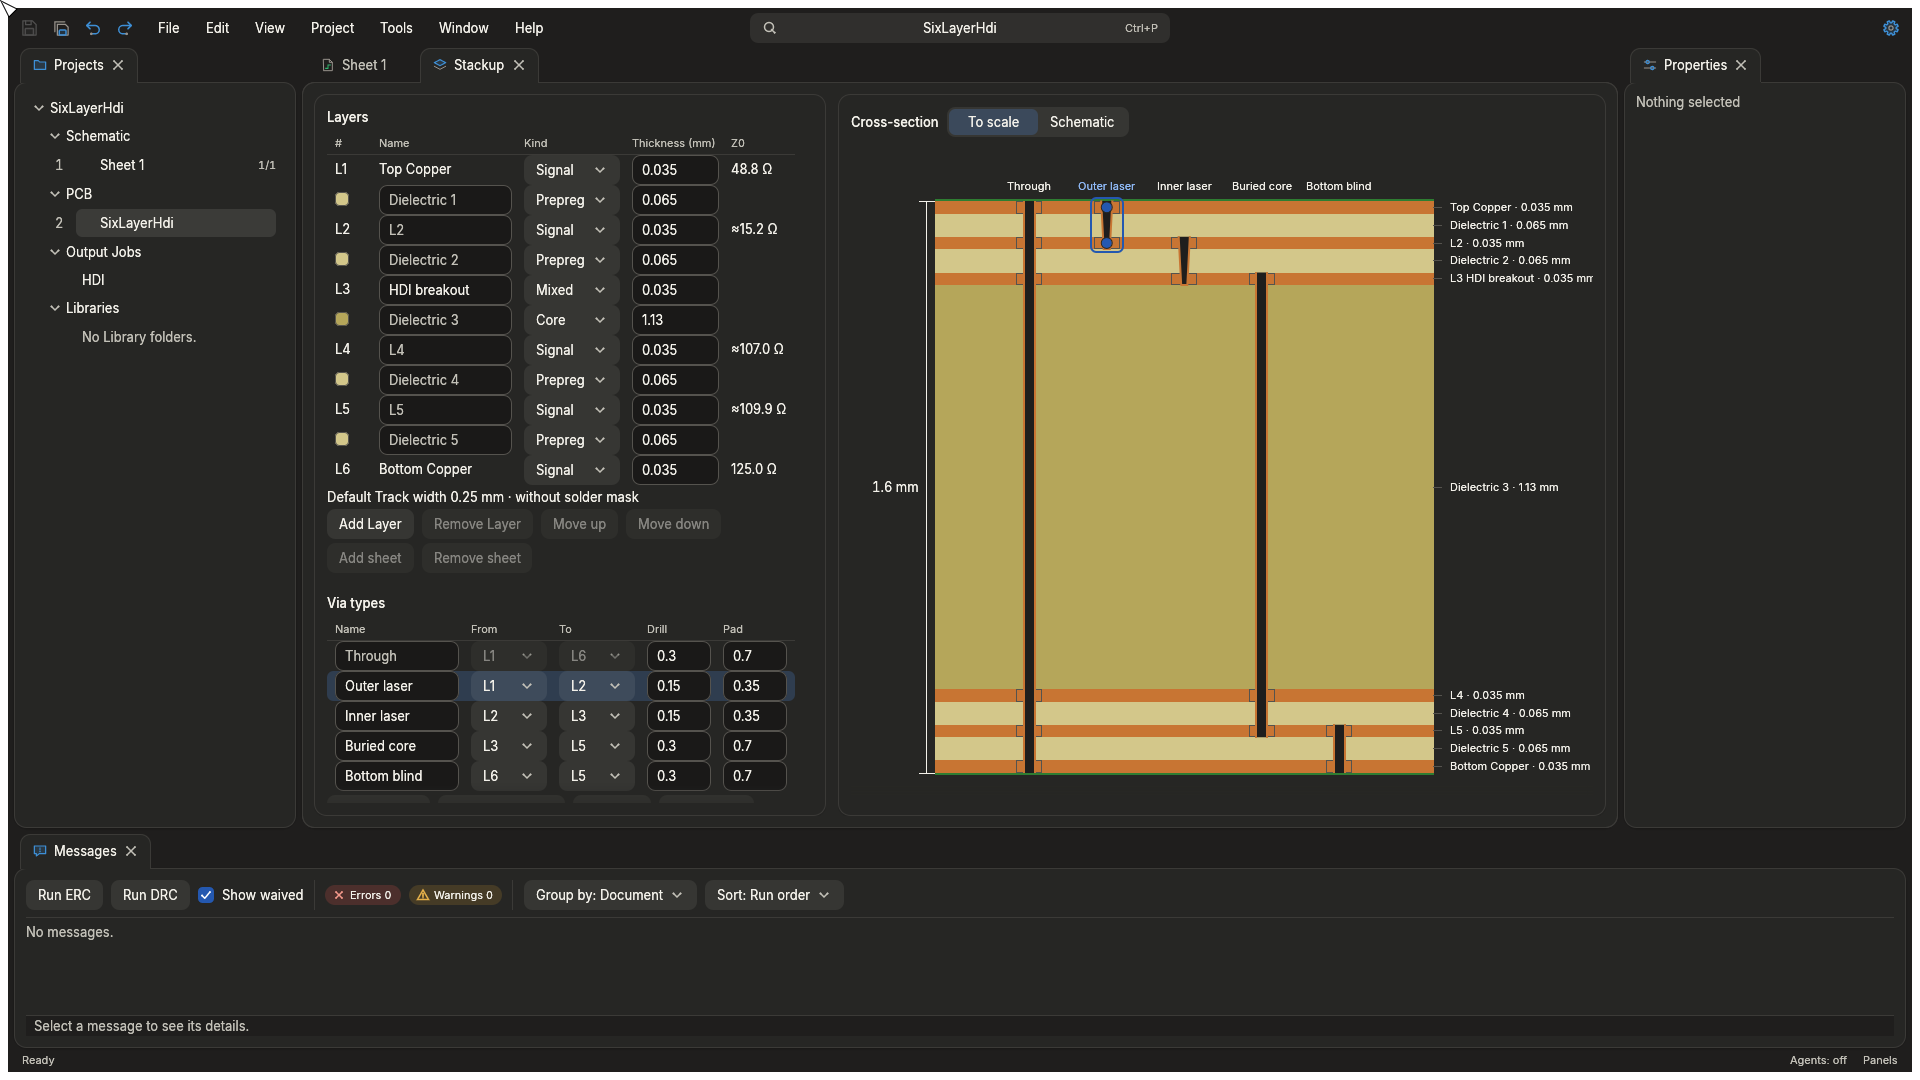 File Edit View Project Tools Window Help
SixLayerHdi Ctrl+P
Projects
Sheet 1
Stackup
Properties
SixLayerHdi
Schematic
1 Sheet 1 1/1
PCB
2 SixLayerHdi
Output Jobs
HDI
Libraries
No Library folders.
Layers
# Name Kind Thickness (mm) Z0
L1 Top Copper Signal 0.035 48.8 Ω
Dielectric 1 Prepreg 0.065
L2 L2 Signal 0.035 ≈15.2 Ω
Dielectric 2 Prepreg 0.065
L3 HDI breakout Mixed 0.035
Dielectric 3 Core 1.13
L4 L4 Signal 0.035 ≈107.0 Ω
Dielectric 4 Prepreg 0.065
L5 L5 Signal 0.035 ≈109.9 Ω
Dielectric 5 Prepreg 0.065
L6 Bottom Copper Signal 0.035 125.0 Ω
Default Track width 0.25 mm · without solder mask
Add Layer Remove Layer Move up Move down
Add sheet Remove sheet
Via types
Name From To Drill Pad
Through L1 L6 0.3 0.7
Outer laser L1 L2 0.15 0.35
Inner laser L2 L3 0.15 0.35
Buried core L3 L5 0.3 0.7
Bottom blind L6 L5 0.3 0.7
Cross-section To scale Schematic
Through Outer laser Inner laser Buried core Bottom blind
Top Copper · 0.035 mm
Dielectric 1 · 0.065 mm
L2 · 0.035 mm
Dielectric 2 · 0.065 mm
L3 HDI breakout · 0.035 mm
1.6 mm
Dielectric 3 · 1.13 mm
L4 · 0.035 mm
Dielectric 4 · 0.065 mm
L5 · 0.035 mm
Dielectric 5 · 0.065 mm
Bottom Copper · 0.035 mm
Nothing selected
Messages
Run ERC Run DRC Show waived Errors 0 Warnings 0 Group by: Document Sort: Run order
No messages.
Select a message to see its details.
Ready
Agents: off Panels